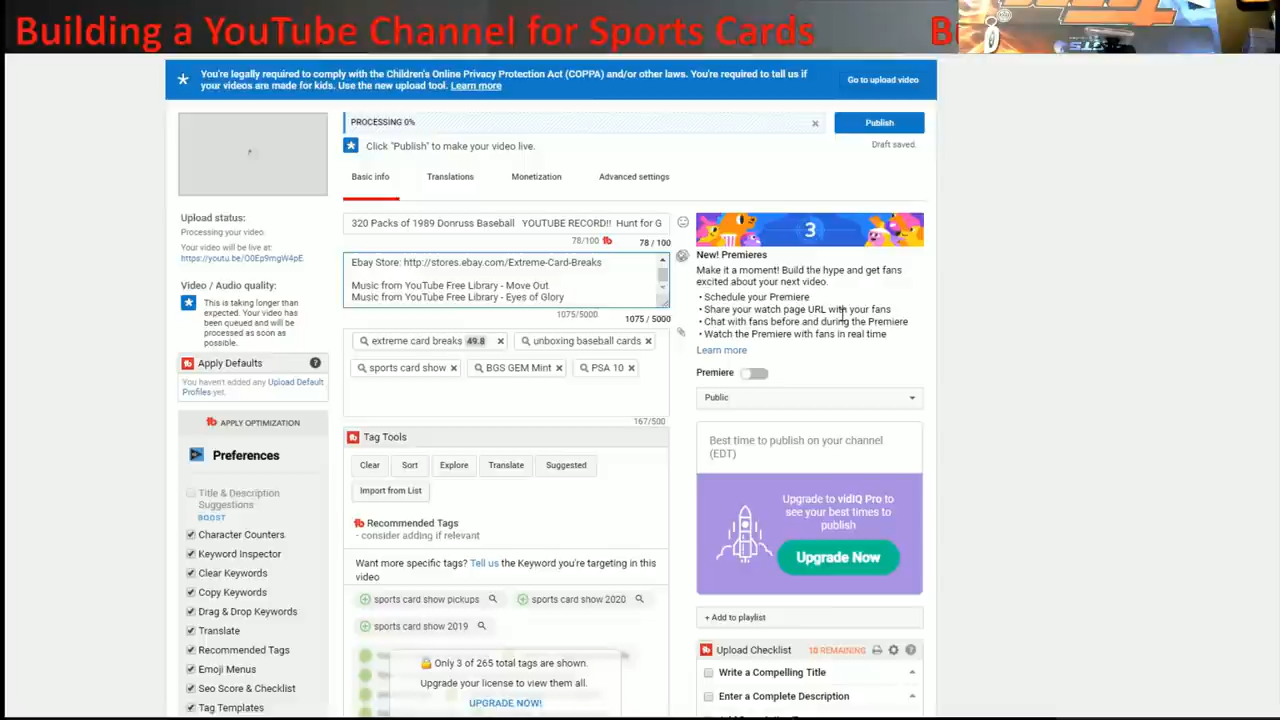 Building a YouTube Channel for Sports Cards
You're legally required to comply with the Children's Online Privacy Protection Act (COPPA) and/or other laws. You're required to tell us if
your videos are made for kids. Use the new upload tool. Learn more
Go to upload video
PROCESSING 0%
Publish
Click "Publish" to make your video live.
Draft saved.
Basic info
Translations
Monetization
Advanced settings
Upload status:
Processing your video.
Your video will be live at:
https://youtu.be/O0Ep9mgW4pE
Video / Audio quality:
This is taking longer than
expected. Your video has
been queued and will be
processed as soon as
possible.
Apply Defaults
You haven't added any Upload Default
Profiles yet.
APPLY OPTIMIZATION
Preferences
Title & Description
Suggestions
BOOST
Character Counters
Keyword Inspector
Clear Keywords
Copy Keywords
Drag & Drop Keywords
Translate
Recommended Tags
Emoji Menus
Seo Score & Checklist
Tag Templates
320 Packs of 1989 Donruss Baseball YOUTUBE RECORD!! Hunt for G
78/100
78 / 100
Ebay Store: http://stores.ebay.com/Extreme-Card-Breaks
Music from YouTube Free Library - Move Out
Music from YouTube Free Library - Eyes of Glory
1075/5000
1075 / 5000
extreme card breaks 49.8
unboxing baseball cards
sports card show
BGS GEM Mint
PSA 10
167/500
Tag Tools
Clear
Sort
Explore
Translate
Suggested
Import from List
Recommended Tags
- consider adding if relevant
Want more specific tags? Tell us the Keyword you're targeting in this
video
sports card show pickups
sports card show 2020
sports card show 2019
Only 3 of 265 total tags are shown.
Upgrade your license to view them all.
UPGRADE NOW!
3
New! Premieres
Make it a moment! Build the hype and get fans
excited about your next video.
• Schedule your Premiere
• Share your watch page URL with your fans
• Chat with fans before and during the Premiere
• Watch the Premiere with fans in real time
Learn more
Premiere
Public
Best time to publish on your channel
(EDT)
Upgrade to vidIQ Pro to
see your best times to
publish
Upgrade Now
+ Add to playlist
Upload Checklist
10 REMAINING
Write a Compelling Title
Enter a Complete Description